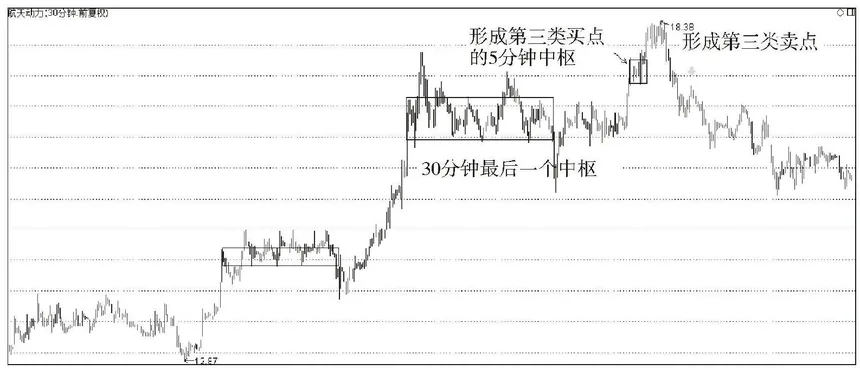 航天动力(30分钟.前复权)
形成第三类买点
的5分钟中枢
18.38
形成第三类卖点
30分钟最后一个中枢
12.87